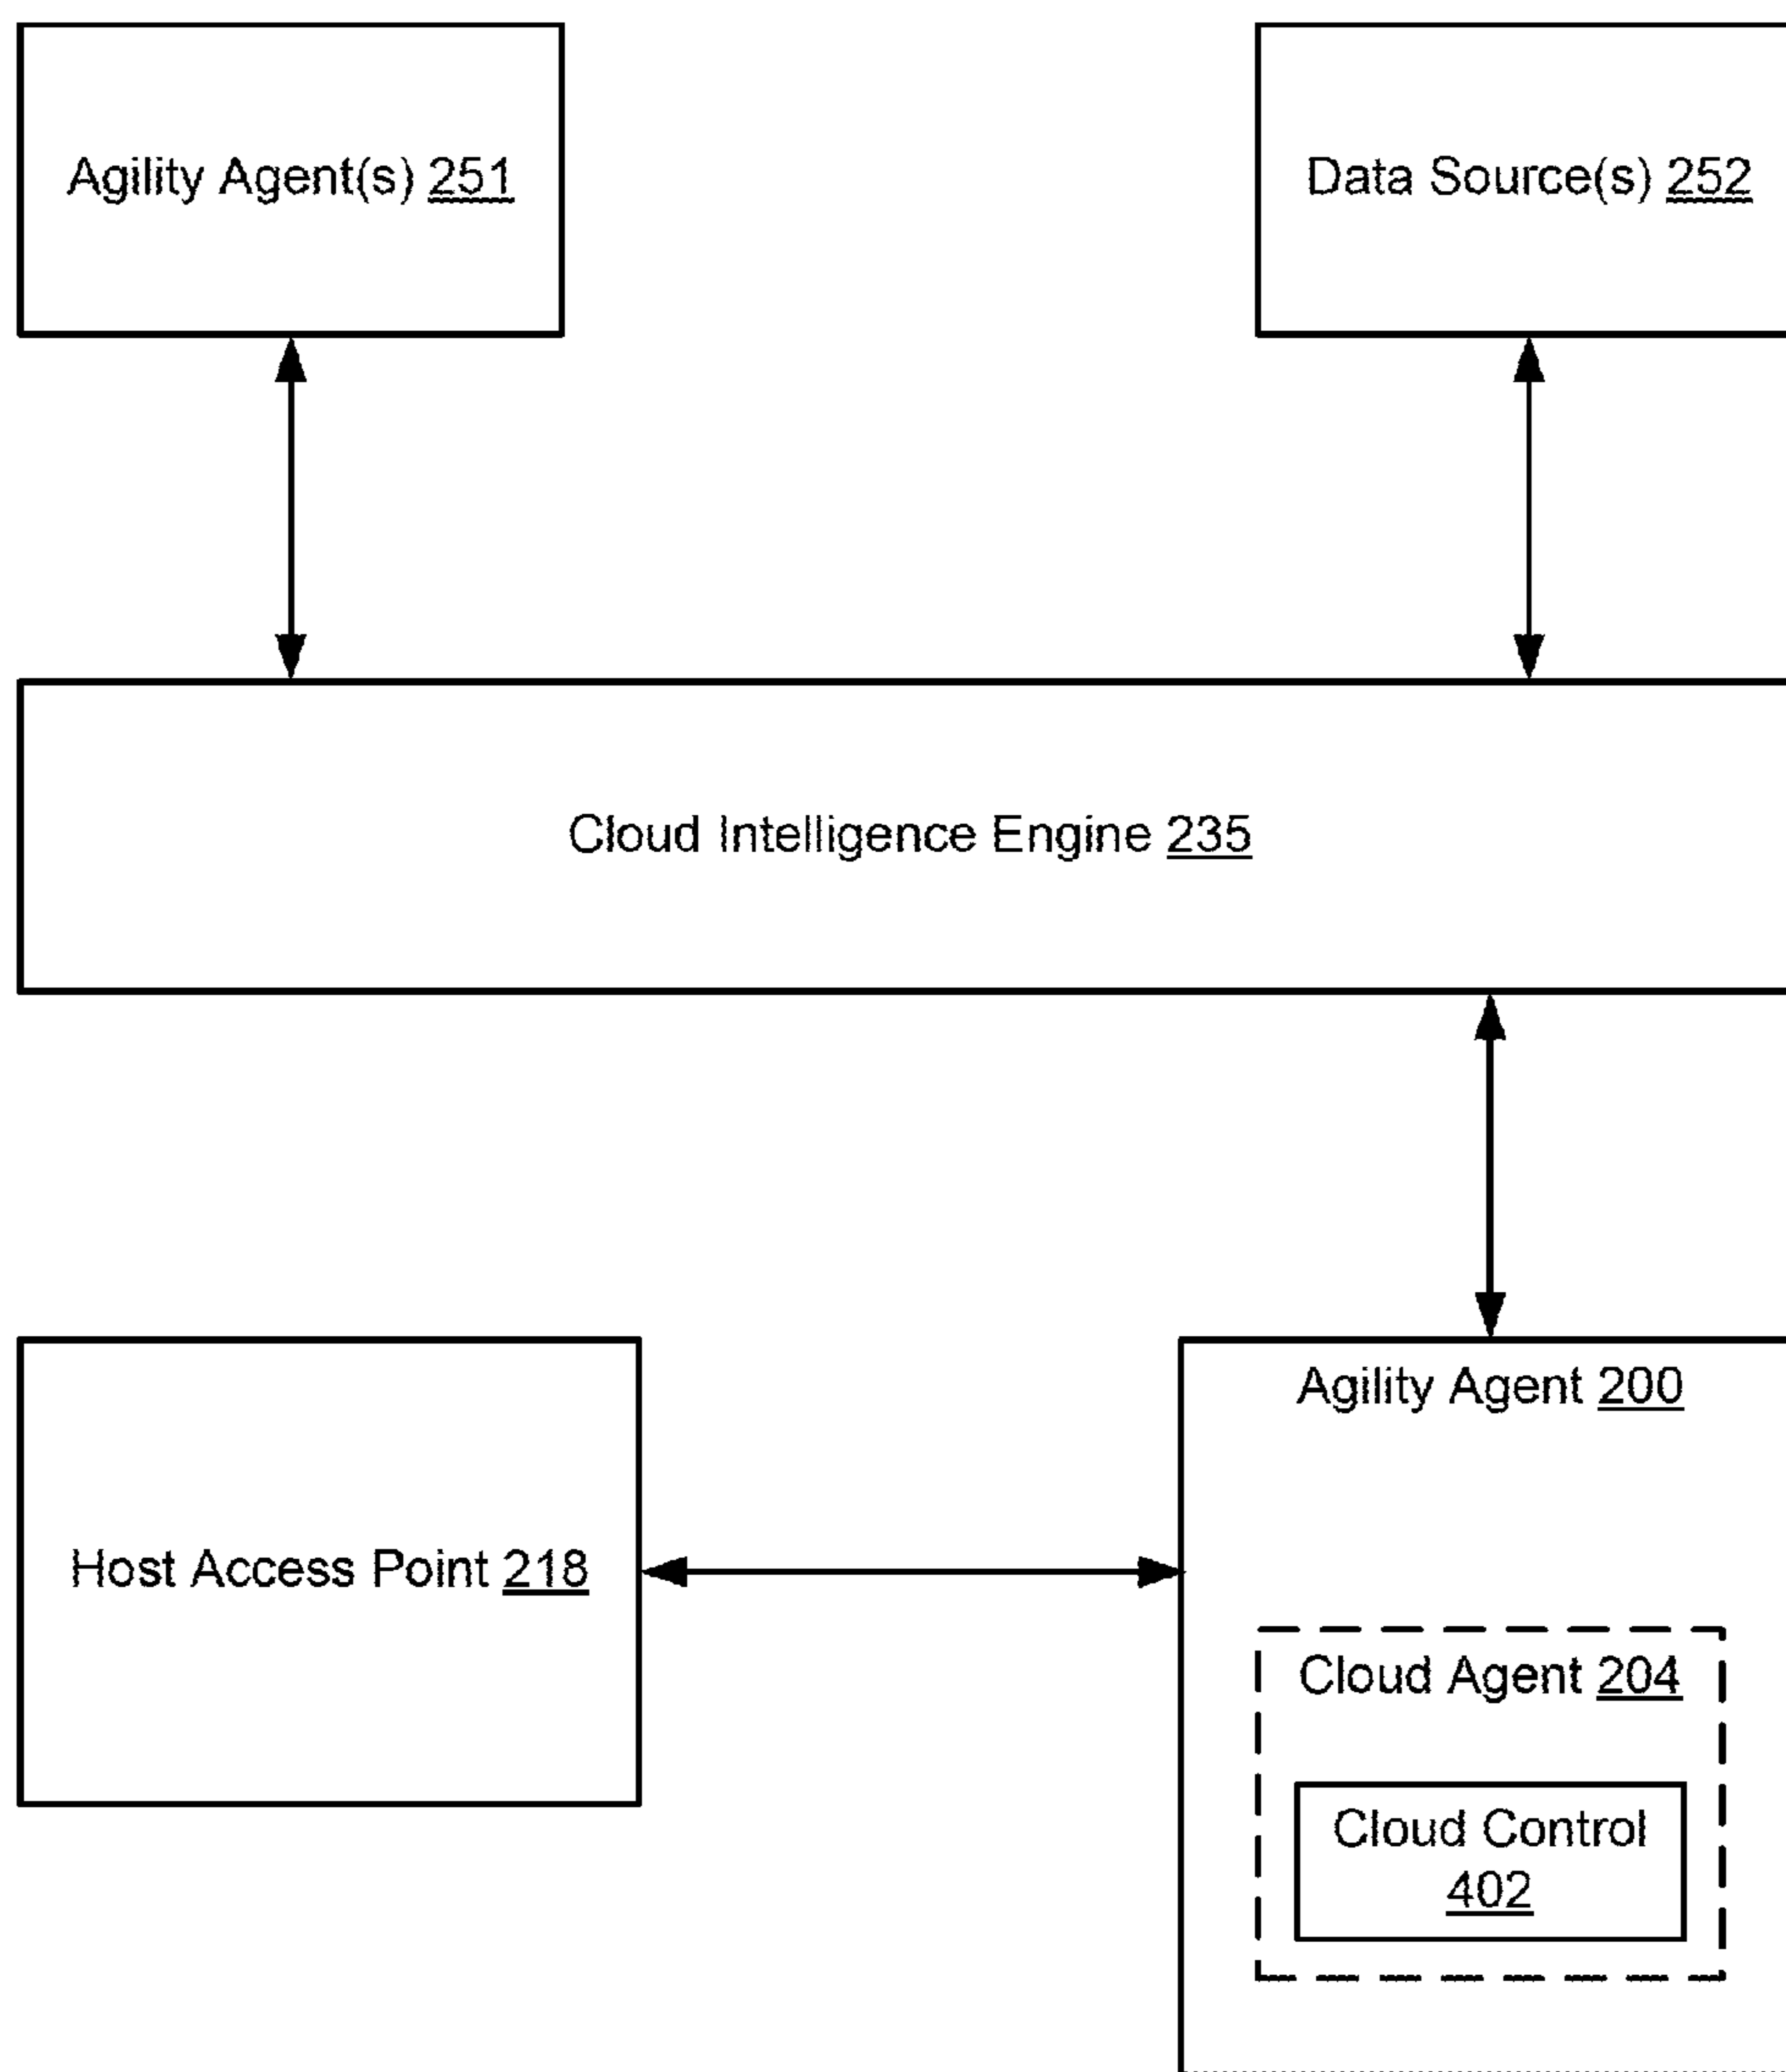 Agility Agent(s) 251
Data Source(s) 252
Cloud Intelligence Engine 235
Agility Agent 200
Host Access Point 218
Cloud Agent 204
Cloud Control
402